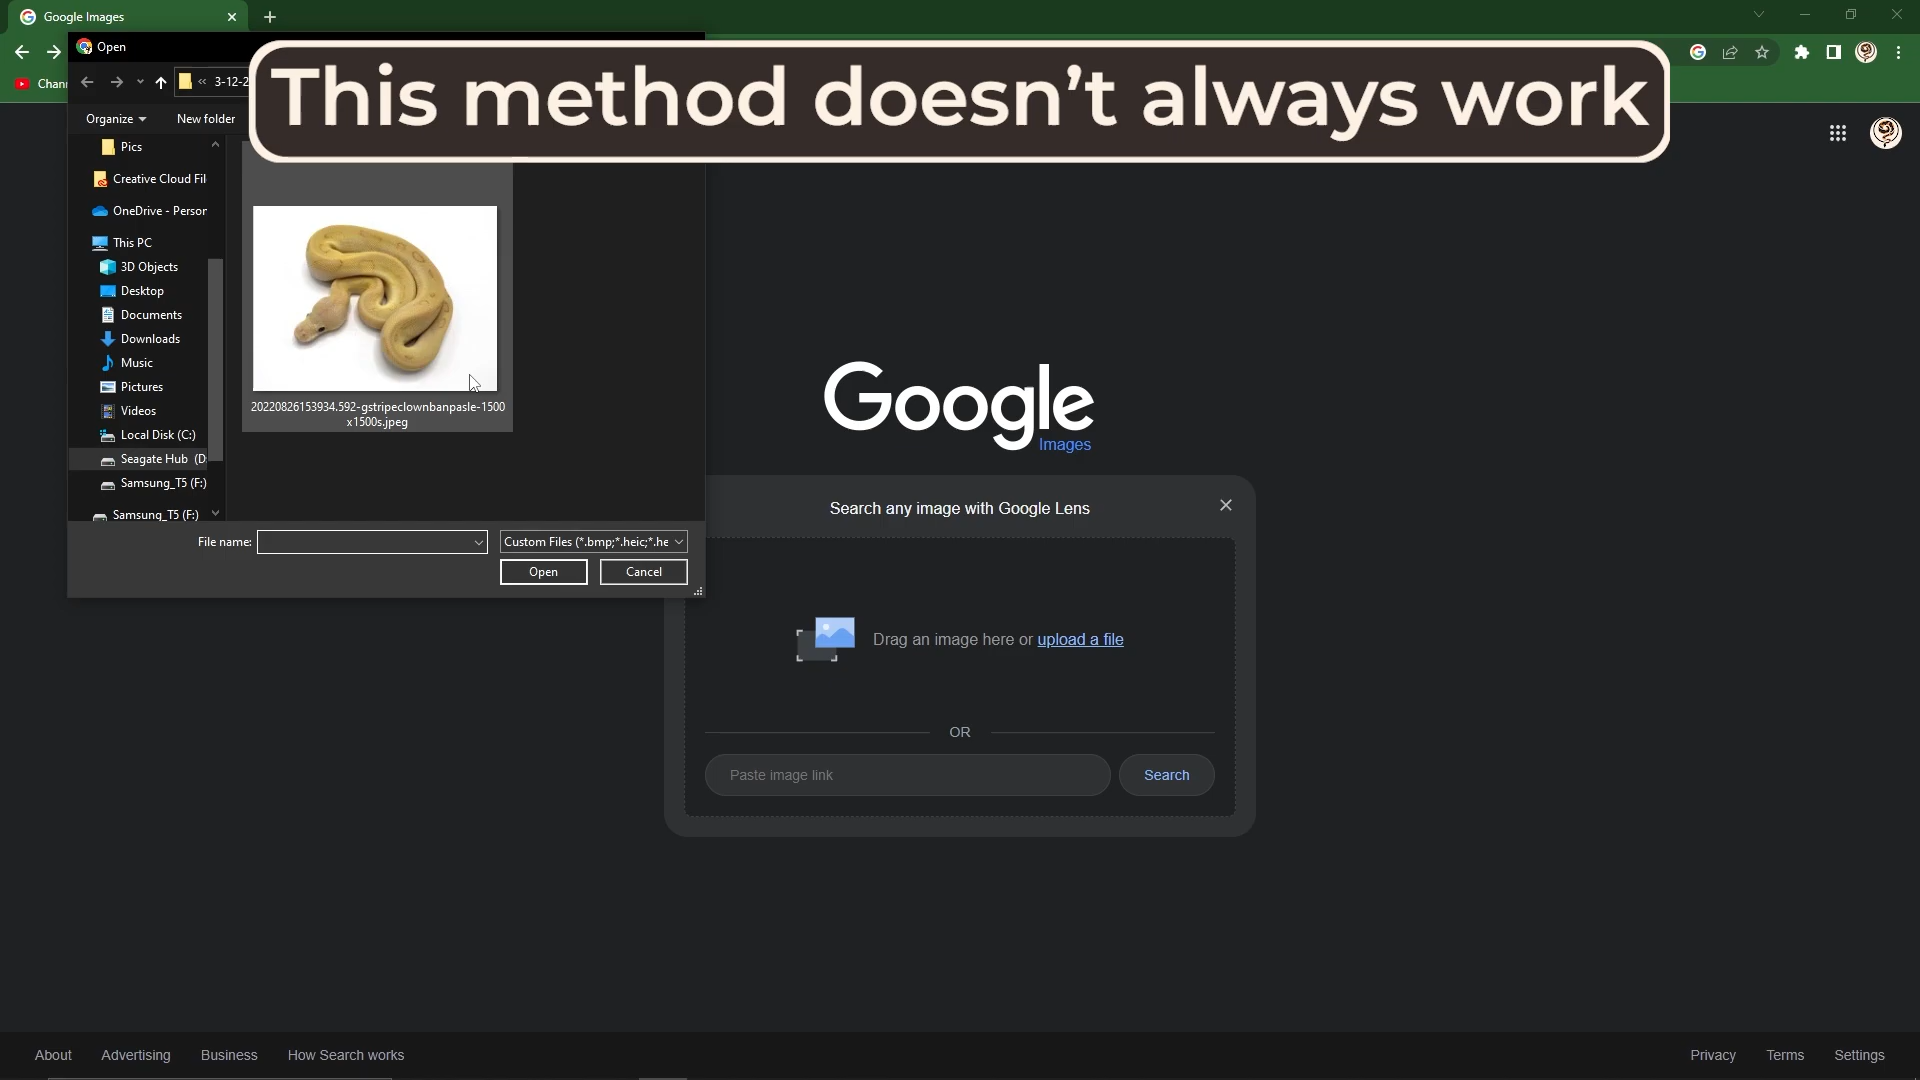 Google Images
Open
This method doesn't always work
Chan
3-12-2
Organize
New folder
Pics
Creative Cloud Fil
OneDrive - Person
This PC
3D Objects
Desktop
Documents
Downloads
Music
Pictures
Videos
Local Disk (C:)
Seagate Hub (D:
Samsung_T5 (F:)
Samsung_T5 (F:)
20220826153934.592-gstripeclownbanpasle-1500
x1500s.jpeg
File name:
Custom Files (*.bmp;*.heic;*.he
Open
Cancel
Google
Images
Search any image with Google Lens
Drag an image here or upload a file
OR
Paste image link
Search
About
Advertising
Business
How Search works
Privacy
Terms
Settings